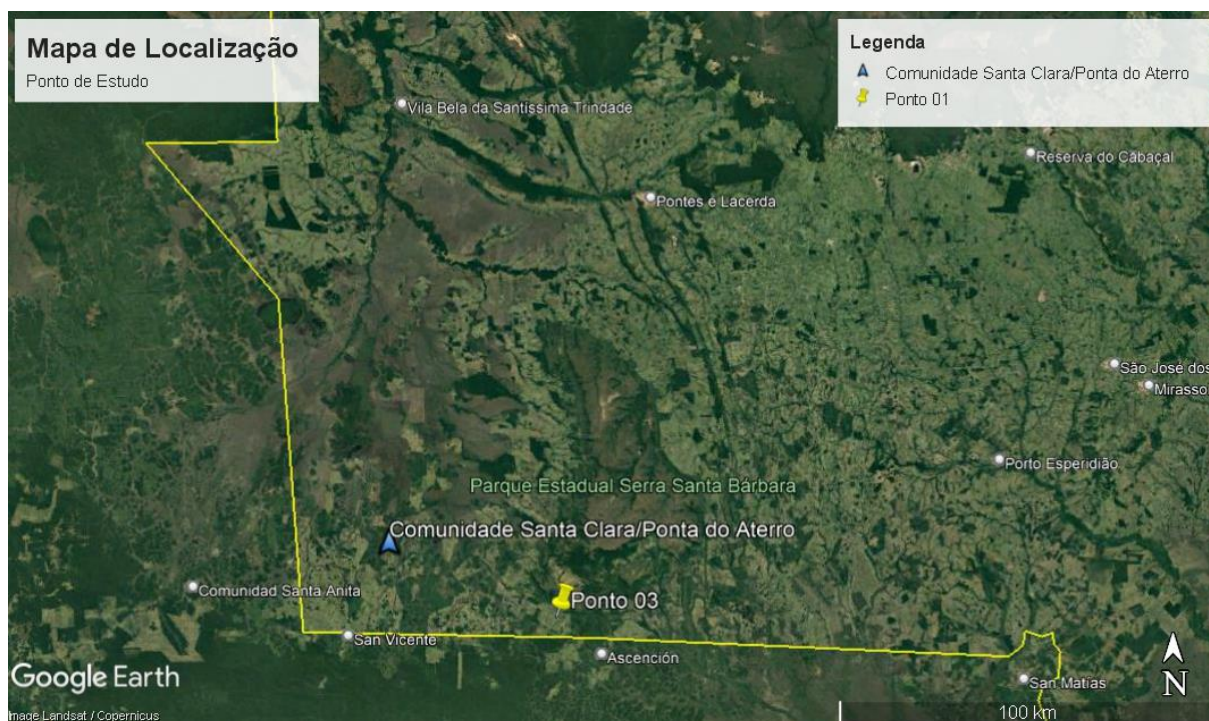 Mapa de Localização
Ponto de Estudo
Legenda
Comunidade Santa Clara/Ponta do Aterro
Ponto 01
Vila Bela da Santíssima Trindade
Reserva do Cabaçal
Pontes e Lacerda
São José dos
Mirassol
Porto Esperidião
Parque Estadual Serra Santa Bárbara
Comunidade Santa Clara/Ponta do Aterro
Comunidad Santa Anita
Ponto 03
San Vicente
Ascención
San Matías
Google Earth
N
Image Landsat / Copernicus
100 km